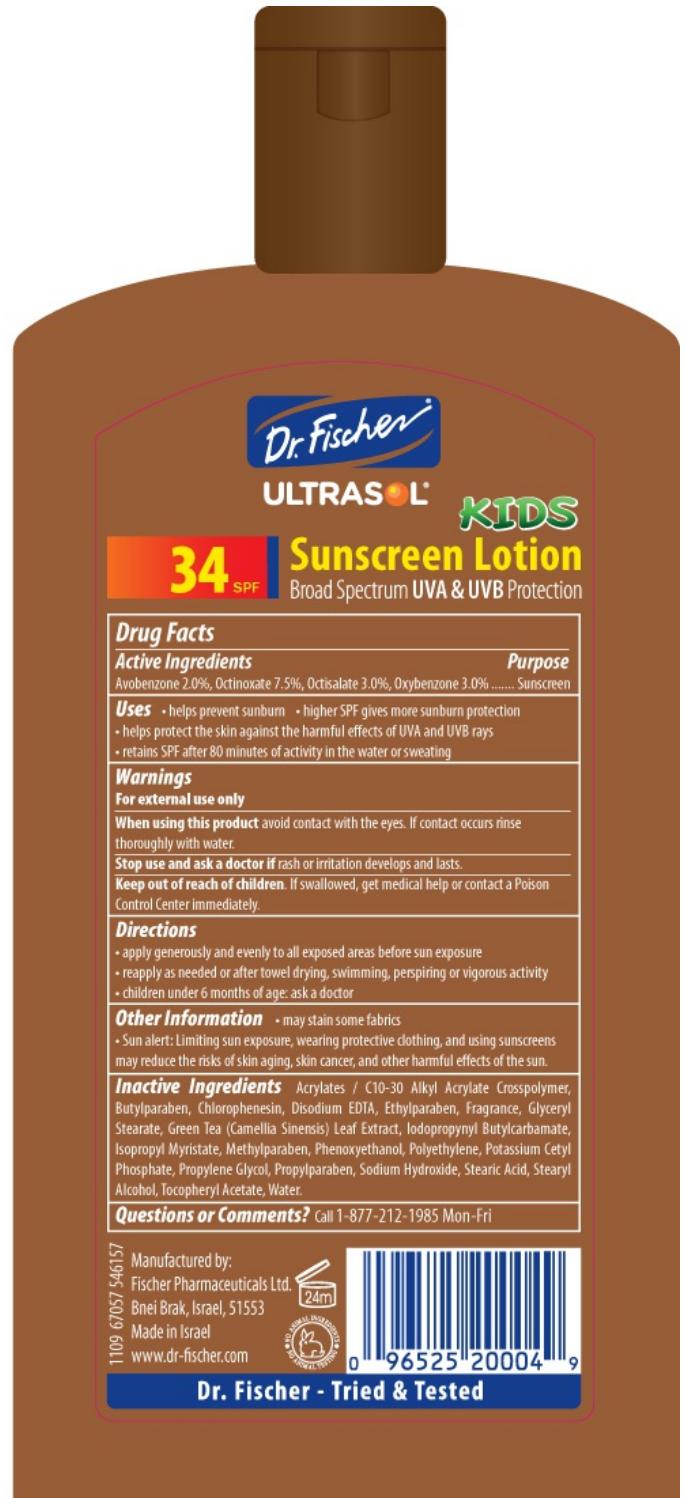 Dr. Fischer
ULTRASOL
KIDS
34 SPF
Sunscreen Lotion
Broad Spectrum UVA & UVB Protection
Drug Facts
Active Ingredients Purpose
Avobenzone 2.0%, Octinoxate 7.5%, Octisalate 3.0%, Oxybenzone 3.0% ....... Sunscreen
Uses • helps prevent sunburn • higher SPF gives more sunburn protection
• helps protect the skin against the harmful effects of UVA and UVB rays
• retains SPF after 80 minutes of activity in the water or sweating
Warnings
For external use only
When using this product avoid contact with the eyes. If contact occurs rinse
thoroughly with water.
Stop use and ask a doctor if rash or irritation develops and lasts.
Keep out of reach of children. If swallowed, get medical help or contact a Poison
Control Center immediately.
Directions
• apply generously and evenly to all exposed areas before sun exposure
• reapply as needed or after towel drying, swimming, perspiring or vigorous activity
• children under 6 months of age: ask a doctor
Other Information • may stain some fabrics
• Sun alert: Limiting sun exposure, wearing protective clothing, and using sunscreens
may reduce the risks of skin aging, skin cancer, and other harmful effects of the sun.
Inactive Ingredients Acrylates / C10-30 Alkyl Acrylate Crosspolymer,
Butylparaben, Chlorophenesin, Disodium EDTA, Ethylparaben, Fragrance, Glyceryl
Stearate, Green Tea (Camellia Sinensis) Leaf Extract, Iodopropynyl Butylcarbamate,
Isopropyl Myristate, Methylparaben, Phenoxyethanol, Polyethylene, Potassium Cetyl
Phosphate, Propylene Glycol, Propylparaben, Sodium Hydroxide, Stearic Acid, Stearyl
Alcohol, Tocopheryl Acetate, Water.
Questions or Comments? Call 1-877-212-1985 Mon-Fri
1109 67057 546157
Manufactured by:
Fischer Pharmaceuticals Ltd.
Bnei Brak, Israel, 51553
Made in Israel
www.dr-fischer.com
24m
NO ANIMAL INGREDIENTS
NO ANIMAL TESTING
0 96525 20004 9
Dr. Fischer - Tried & Tested